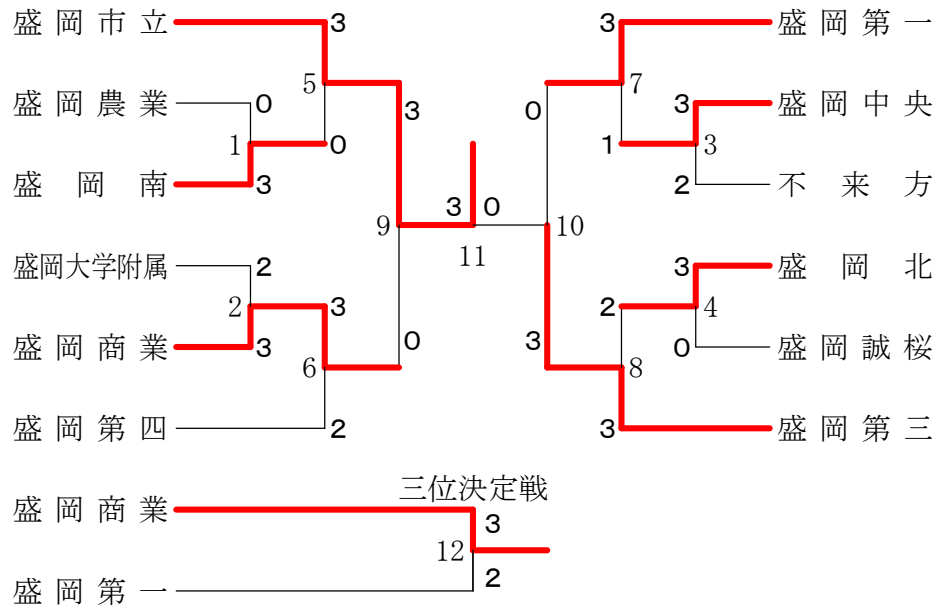 盛岡市立 3 3 盛岡第一
5 7
盛岡農業 0 3 0 3 盛岡中央
1 0 1 3
盛岡南 3 2 不来方
9 3 0 10
11
盛岡大学附属 2 3 盛岡北
2 3 2 4
盛岡商業 3 0 3 0 盛岡誠桜
6 8
盛岡第四 2 3 盛岡第三
三位決定戦
盛岡商業 3
12
盛岡第一 2